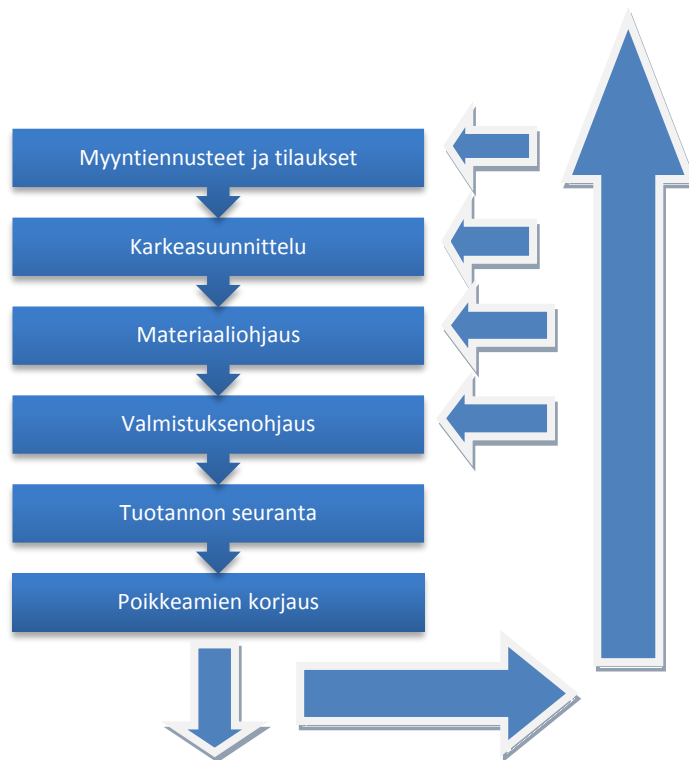 Myyntiennusteet ja tilaukset
Karkeasuunnittelu
Materiaaliohjaus
Valmistuksenohjaus
Tuotannon seuranta
Poikkeamien korjaus